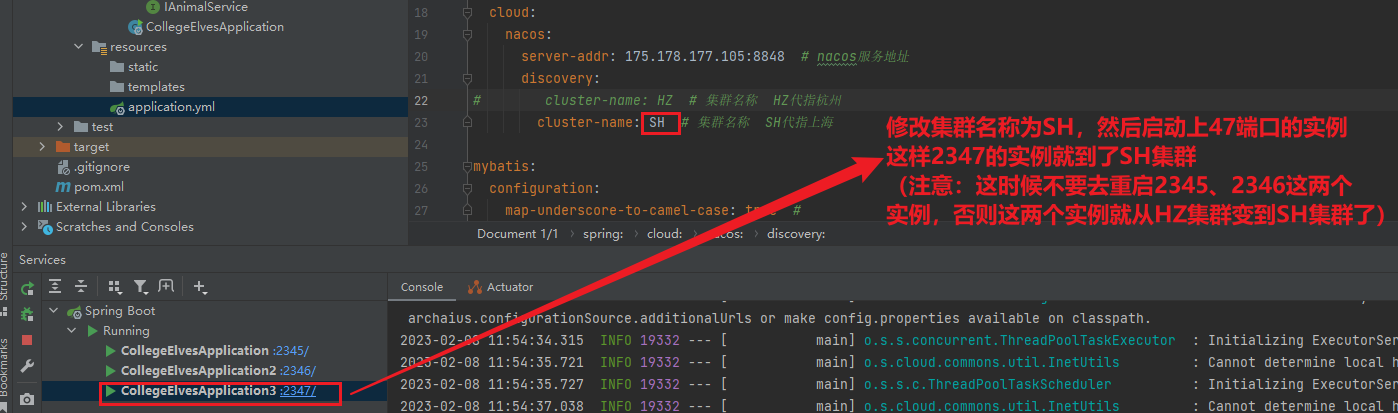 IAnimalService
CollegeElvesApplication
resources
static
templates
application.yml
test
target
.gitignore
pom.xml
External Libraries
Scratches and Consoles
18 cloud:
19 nacos:
20 server-addr: 175.178.177.105:8848 # nacos服务地址
21 discovery:
22 # cluster-name: HZ # 集群名称 HZ代指杭州
23 cluster-name: SH # 集群名称 SH代指上海
24
25 mybatis:
26 configuration:
27 map-underscore-to-camel-case: true #
修改集群名称为SH，然后启动上47端口的实例
这样2347的实例就到了SH集群
（注意：这时候不要去重启2345、2346这两个
实例，否则这两个实例就从HZ集群变到SH集群了）
Document 1/1 spring: cloud: nacos: discovery:
Services
Structure
Bookmarks
Spring Boot
Running
CollegeElvesApplication :2345/
CollegeElvesApplication2 :2346/
CollegeElvesApplication3 :2347/
Console Actuator
archaius.configurationSource.additionalUrls or make config.properties available on classpath.
2023-02-08 11:54:34.315 INFO 19332 --- [ main] o.s.s.concurrent.ThreadPoolTaskExecutor : Initializing ExecutorSer
2023-02-08 11:54:35.721 INFO 19332 --- [ main] o.s.cloud.commons.util.InetUtils : Cannot determine local h
2023-02-08 11:54:35.727 INFO 19332 --- [ main] o.s.s.c.ThreadPoolTaskScheduler : Initializing ExecutorSer
2023-02-08 11:54:37.038 INFO 19332 --- [ main] o.s.cloud.commons.util.InetUtils : Cannot determine local h